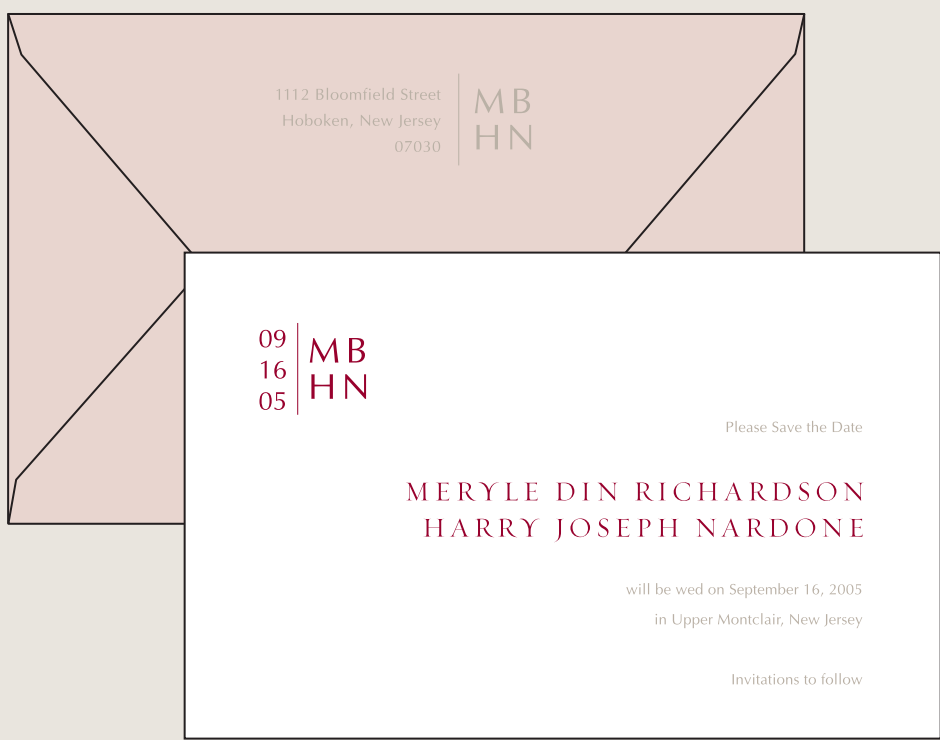 1112 Bloomfield Street
Hoboken, New Jersey
07030
MB
HN
09
16
05
MB
HN
Please Save the Date
MERYLE DIN RICHARDSON
HARRY JOSEPH NARDONE
will be wed on September 16, 2005
in Upper Montclair, New Jersey
Invitations to follow